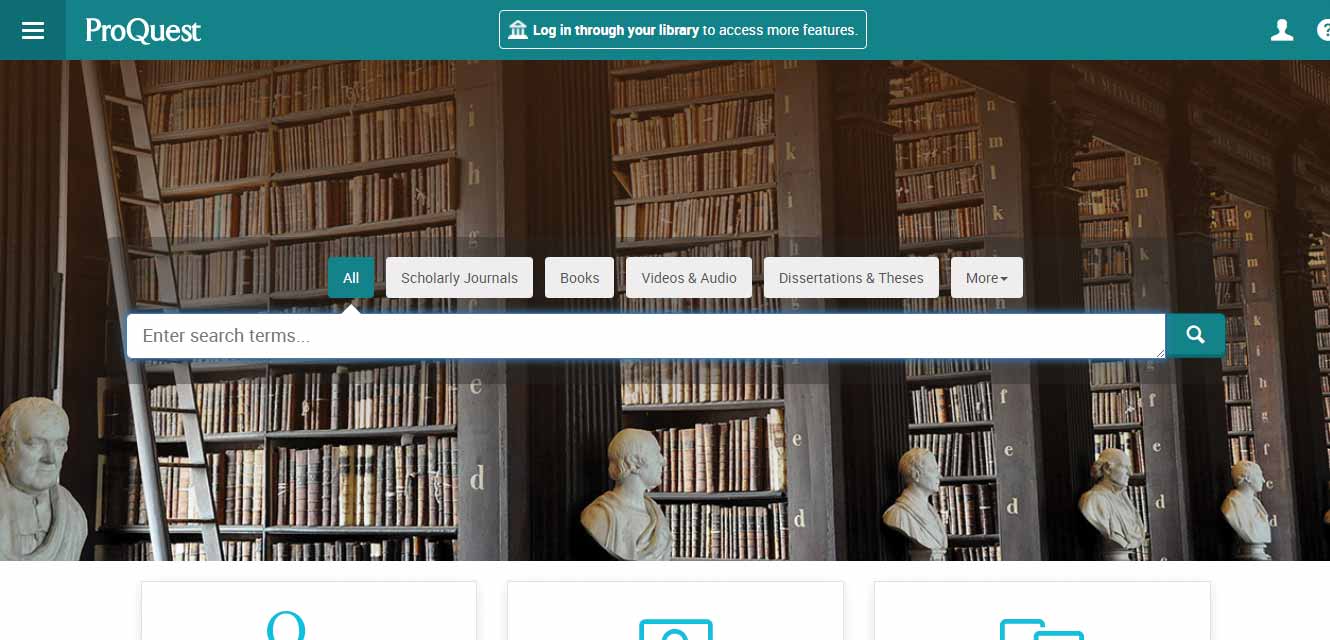 ProQuest
Log in through your library to access more features.
?
All
Scholarly Journals
Books
Videos & Audio
Dissertations & Theses
More
Enter search terms...
i
h
g
e
d
l
k
i
h
e
d
n
m
l
k
f
e
d
n
m
l
k
f
e
d
o
n
m
l
k
i
h
g
f
e
d